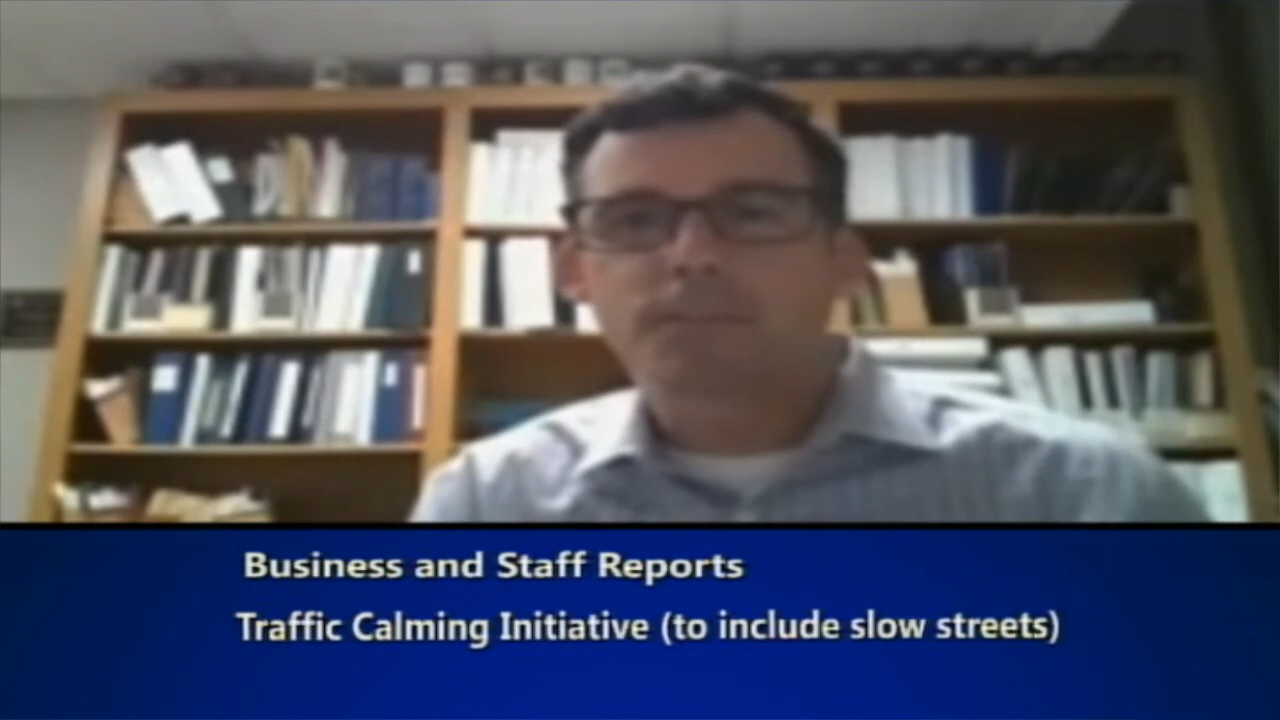 Business and Staff Reports
Traffic Calming Initiative (to include slow streets)